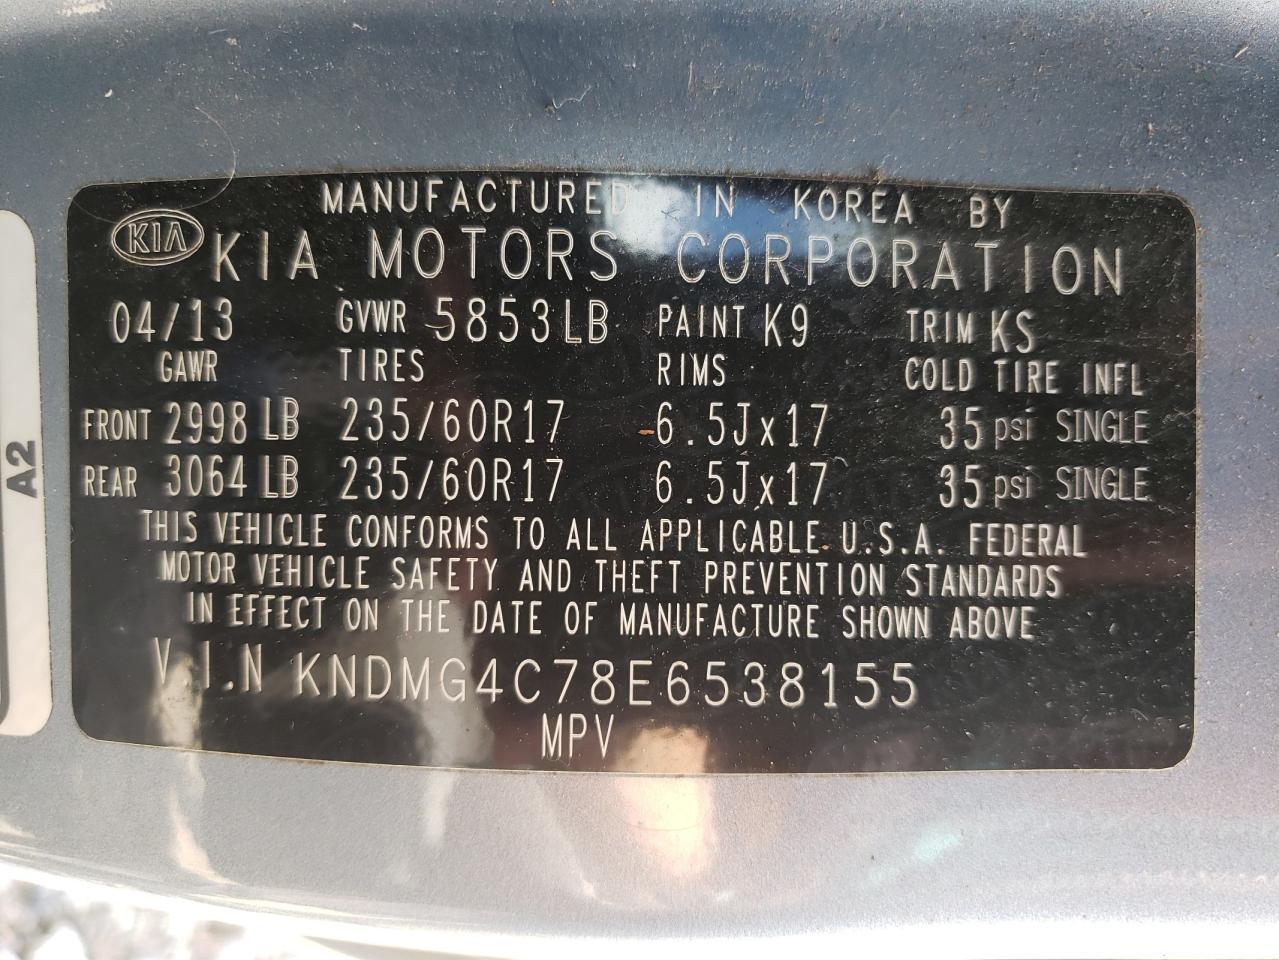 MANUFACTURED IN KOREA BY
KIA KIA MOTORS CORPORATION
04/13 GVWR 5853LB PAINT K9 TRIM KS
GAWR TIRES RIMS COLD TIRE INFL
FRONT 2998 LB 235/60R17 6.5Jx17 35 psi SINGLE
REAR 3064 LB 235/60R17 6.5Jx17 35 psi SINGLE
THIS VEHICLE CONFORMS TO ALL APPLICABLE U.S.A. FEDERAL
MOTOR VEHICLE SAFETY AND THEFT PREVENTION STANDARDS
IN EFFECT ON THE DATE OF MANUFACTURE SHOWN ABOVE
V.I.N KNDMG4C78E6538155
MPV
A2